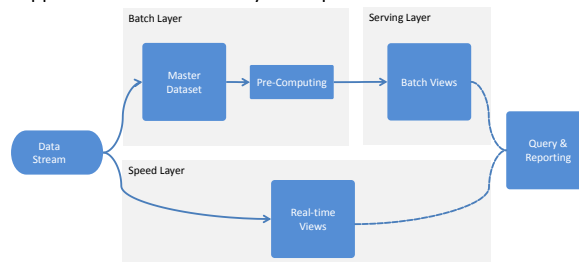 Batch Layer
Serving Layer
Master
Dataset
Pre-Computing
Batch Views
Data
Stream
Query &
Reporting
Speed Layer
Real-time
Views